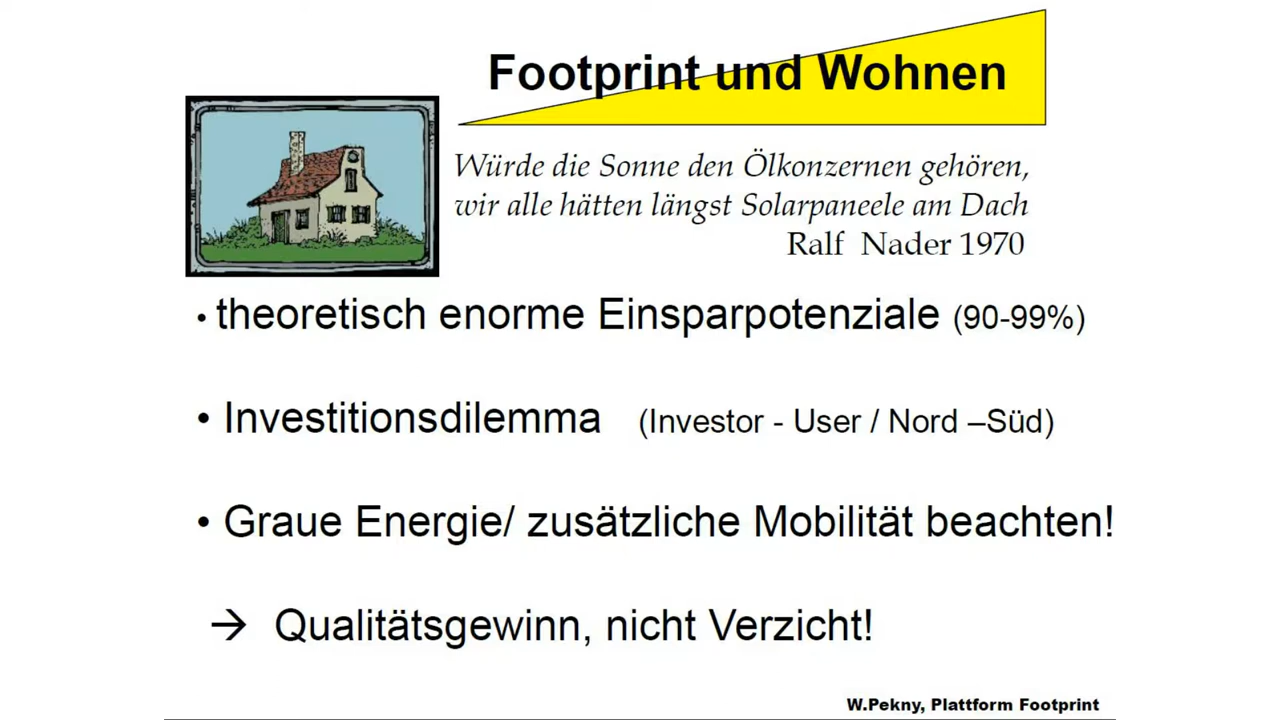 Footprint und Wohnen
Würde die Sonne den Ölkonzernen gehören,
wir alle hätten längst Solarpaneele am Dach
Ralf Nader 1970
• theoretisch enorme Einsparpotenziale (90-99%)
• Investitionsdilemma (Investor - User / Nord –Süd)
• Graue Energie/ zusätzliche Mobilität beachten!
→ Qualitätsgewinn, nicht Verzicht!
W.Pekny, Plattform Footprint